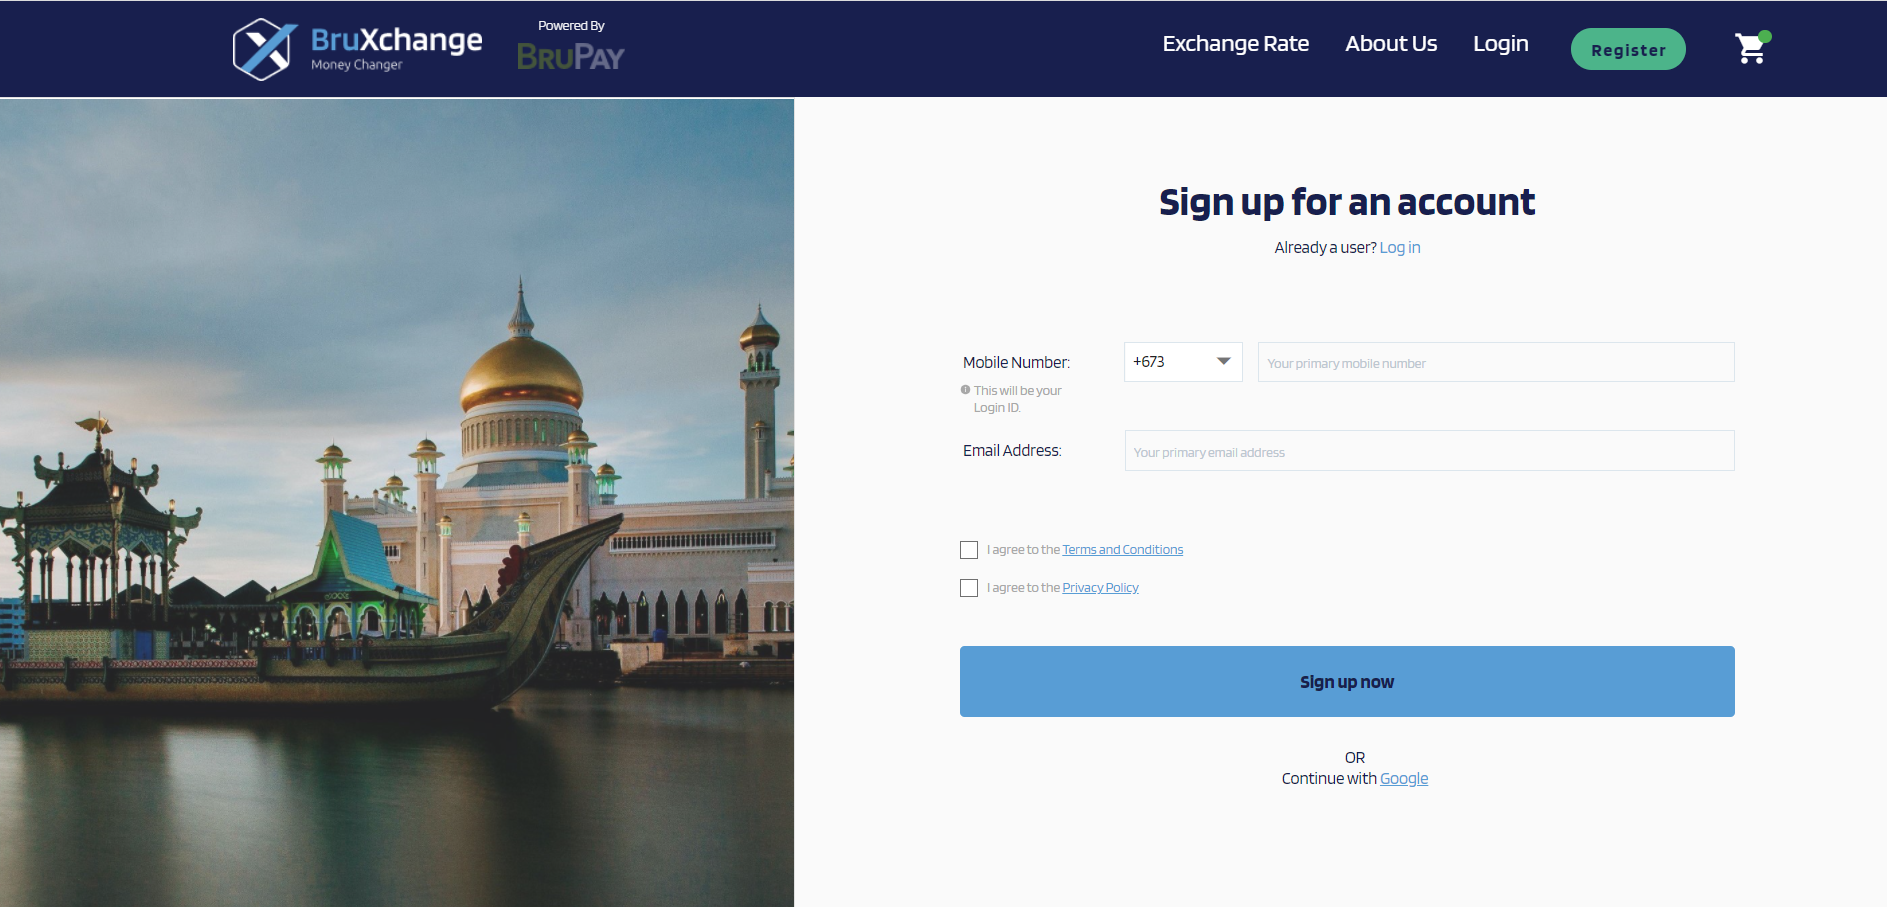 BruXchange
Money Changer
Powered By
BRUPAY
Exchange Rate
About Us
Login
Register
Sign up for an account
Already a user? Log in
Mobile Number:
+673
Your primary mobile number
This will be your
Login ID.
Email Address:
Your primary email address
I agree to the Terms and Conditions
I agree to the Privacy Policy
Sign up now
OR
Continue with Google